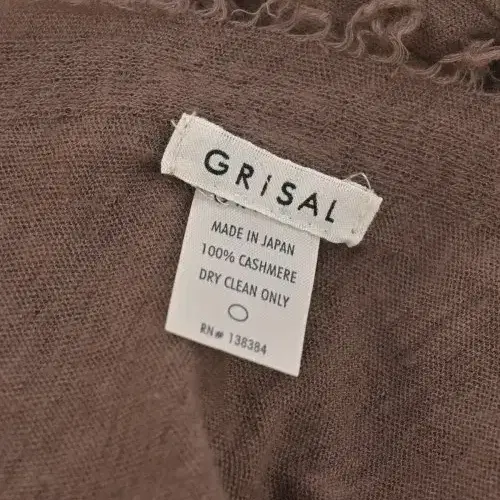 GRiSAL
MADE IN JAPAN
100% CASHMERE
DRY CLEAN ONLY
RN# 138384